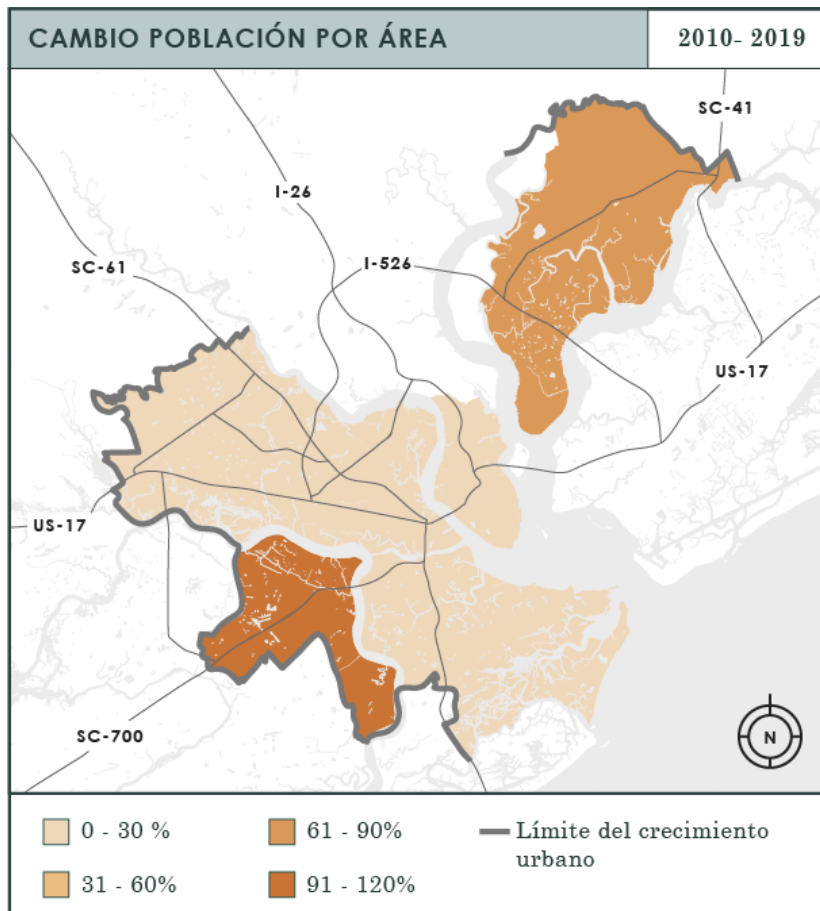 CAMBIO POBLACIÓN POR ÁREA
2010- 2019
SC-41
I-26
SC-61
I-526
US-17
US-17
SC-700
N
0 - 30 %
61 - 90%
Límite del crecimiento
urbano
31 - 60%
91 - 120%